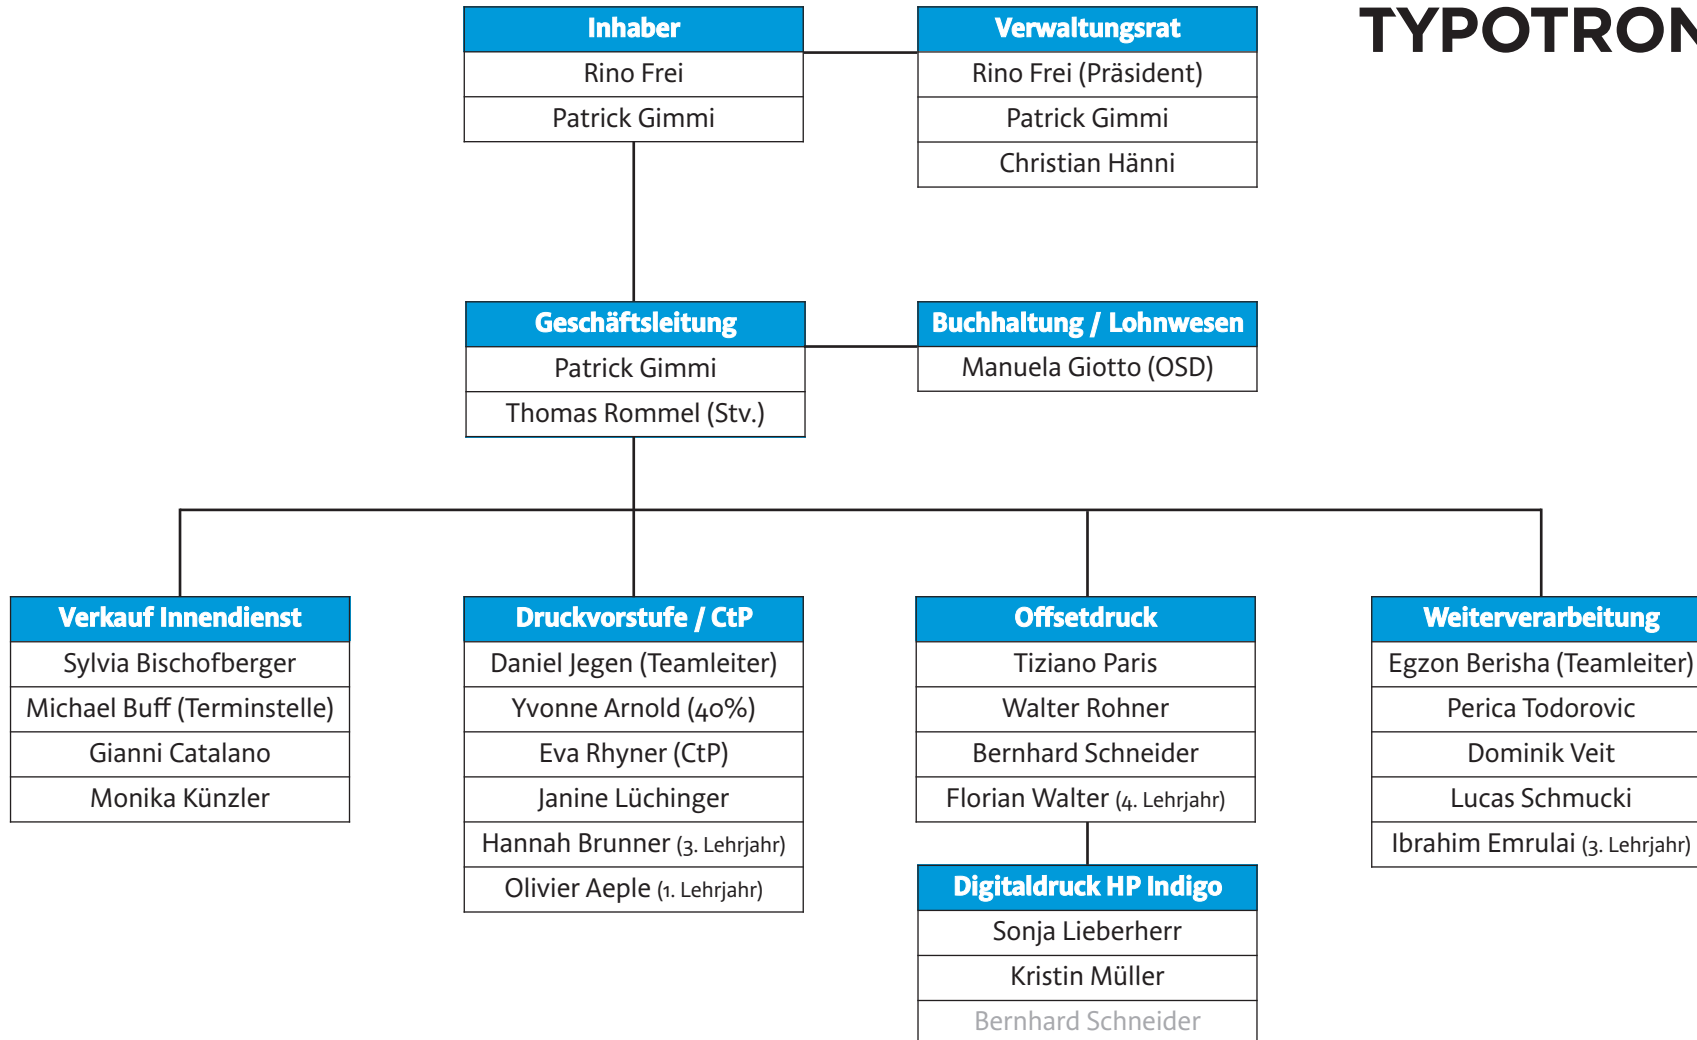 TYPOTRON
Inhaber
Rino Frei
Patrick Gimmi
Verwaltungsrat
Rino Frei (Präsident)
Patrick Gimmi
Christian Hänni
Geschäftsleitung
Patrick Gimmi
Thomas Rommel (Stv.)
Buchhaltung / Lohnwesen
Manuela Giotto (OSD)
Verkauf Innendienst
Sylvia Bischofberger
Michael Buff (Terminstelle)
Gianni Catalano
Monika Künzler
Druckvorstufe / CtP
Daniel Jegen (Teamleiter)
Yvonne Arnold (40%)
Eva Rhyner (CtP)
Janine Lüchinger
Hannah Brunner (3. Lehrjahr)
Olivier Aeple (1. Lehrjahr)
Offsetdruck
Tiziano Paris
Walter Rohner
Bernhard Schneider
Florian Walter (4. Lehrjahr)
Digitaldruck HP Indigo
Sonja Lieberherr
Kristin Müller
Bernhard Schneider
Weiterverarbeitung
Egzon Berisha (Teamleiter)
Perica Todorovic
Dominik Veit
Lucas Schmucki
Ibrahim Emrulai (3. Lehrjahr)